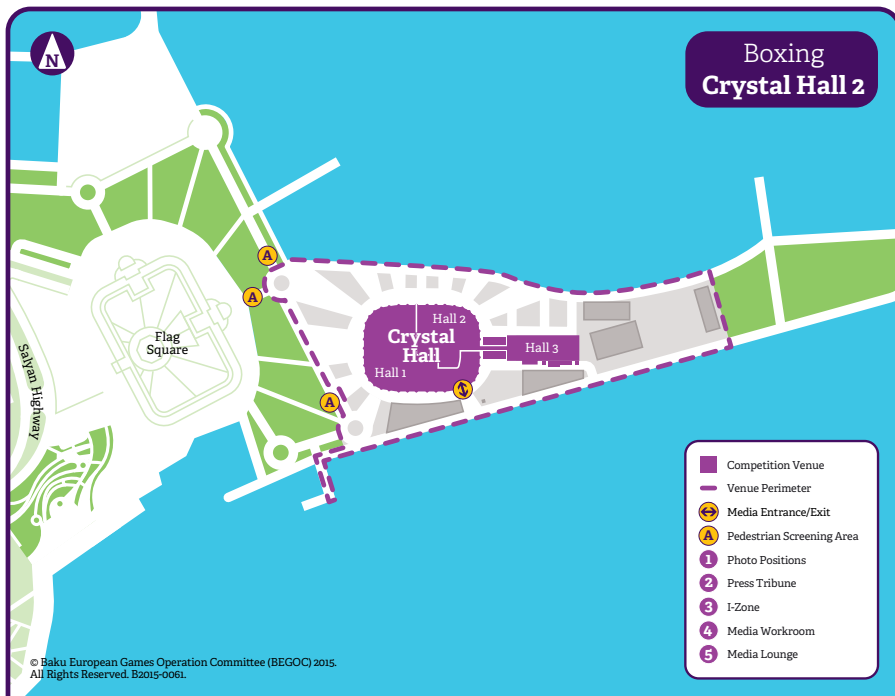 N
Boxing
Crystal Hall 2
A
A
Hall 2
Crystal
Hall
Hall 3
Hall 1
Flag
Square
Salyan Highway
A
Competition Venue
Venue Perimeter
Media Entrance/Exit
A Pedestrian Screening Area
1 Photo Positions
2 Press Tribune
3 I-Zone
4 Media Workroom
5 Media Lounge
© Baku European Games Operation Committee (BEGOC) 2015.
All Rights Reserved. B2015-0061.